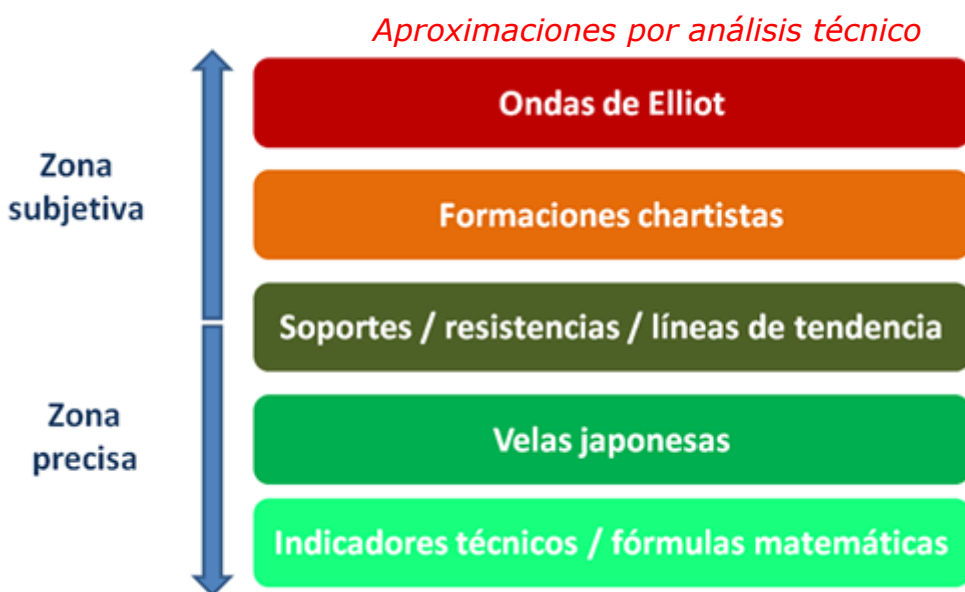 Aproximaciones por análisis técnico
Ondas de Elliot
Zona
subjetiva
Formaciones chartistas
Soportes / resistencias / líneas de tendencia
Zona
precisa
Velas japonesas
Indicadores técnicos / fórmulas matemáticas